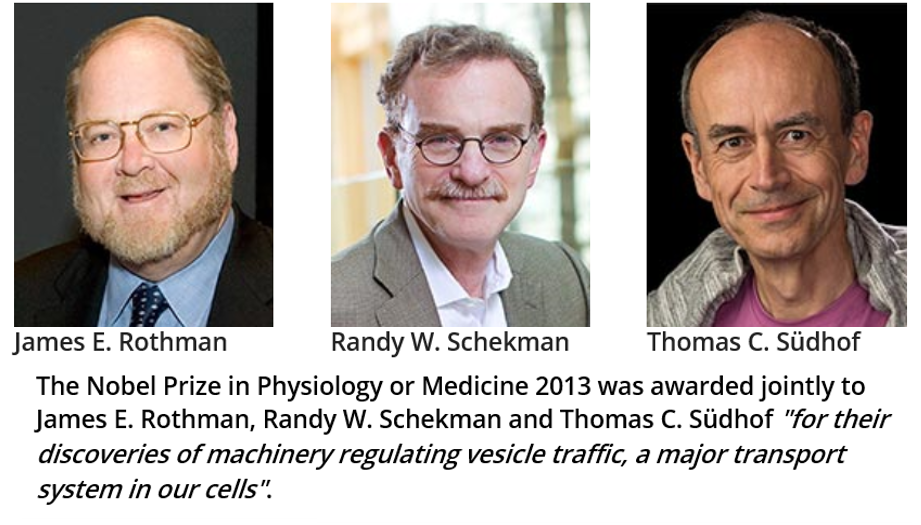 James E. Rothman
Randy W. Schekman
Thomas C. Südhof
The Nobel Prize in Physiology or Medicine 2013 was awarded jointly to
James E. Rothman, Randy W. Schekman and Thomas C. Südhof "for their
discoveries of machinery regulating vesicle traffic, a major transport
system in our cells".